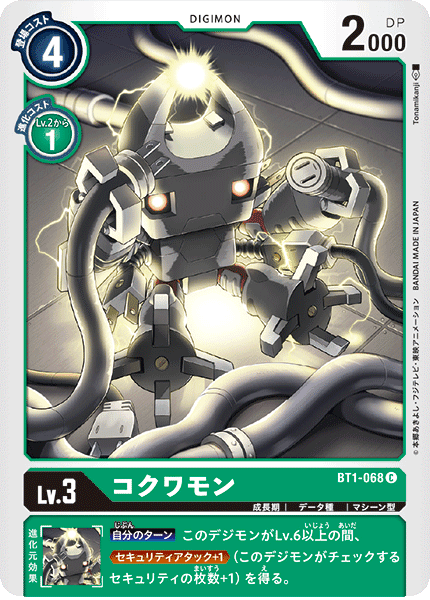 登場コスト
4
DIGIMON
DP
2000
進化コスト
Lv.2から
1
Tomamikanji
BANDAI MADE IN JAPAN
©本郷あきよし・フジテレビ・東映アニメーション
BT1-068 C
Lv.3
コクワモン
成長期 | データ種 | マシーン型
進化元効果
自分のターン このデジモンがLv.6以上の間、
セキュリティアタック+1 (このデジモンがチェックする
セキュリティの枚数+1) を得る。